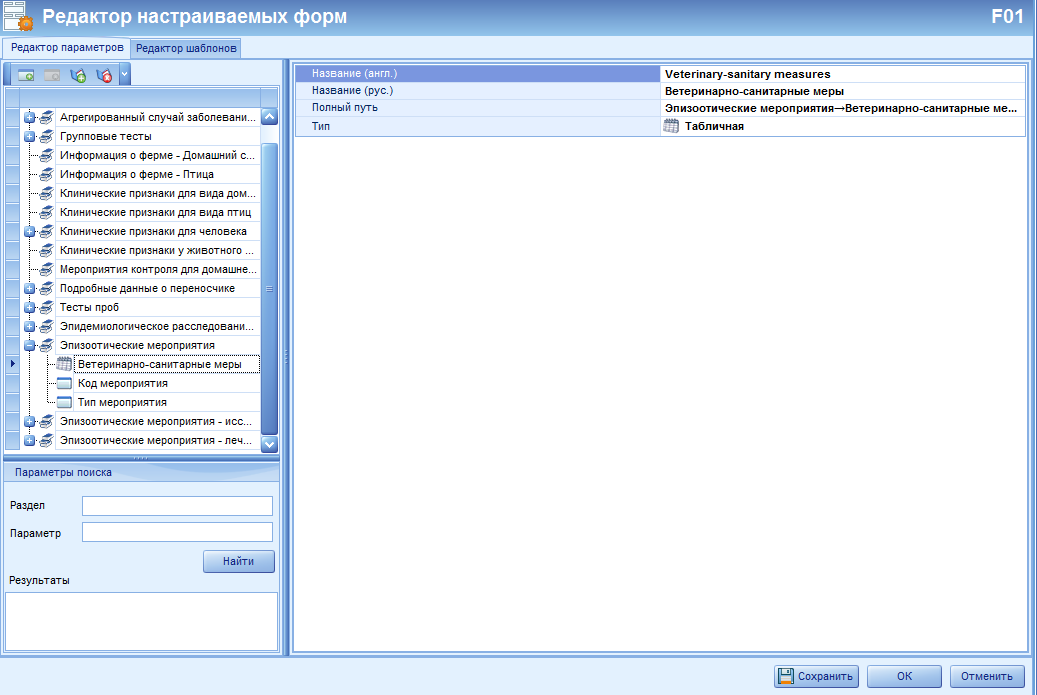 Редактор настраиваемых форм
F01
Редактор параметров
Редактор шаблонов
Название (англ.)
Veterinary-sanitary measures
Название (рус.)
Ветеринарно-санитарные меры
Полный путь
Эпизоотические мероприятия→Ветеринарно-санитарные ме...
Тип
Табличная
Агрегированный случай заболевани...
Групповые тесты
Информация о ферме - Домашний с...
Информация о ферме - Птица
Клинические признаки для вида дом...
Клинические признаки для вида птиц
Клинические признаки для человека
Клинические признаки у животного ...
Мероприятия контроля для домашне...
Подробные данные о переносчике
Тесты проб
Эпидемиологическое расследовани...
Эпизоотические мероприятия
Ветеринарно-санитарные меры
Код мероприятия
Тип мероприятия
Эпизоотические мероприятия - исс...
Эпизоотические мероприятия - леч...
Параметры поиска
Раздел
Параметр
Найти
Результаты
Сохранить
ОК
Отменить